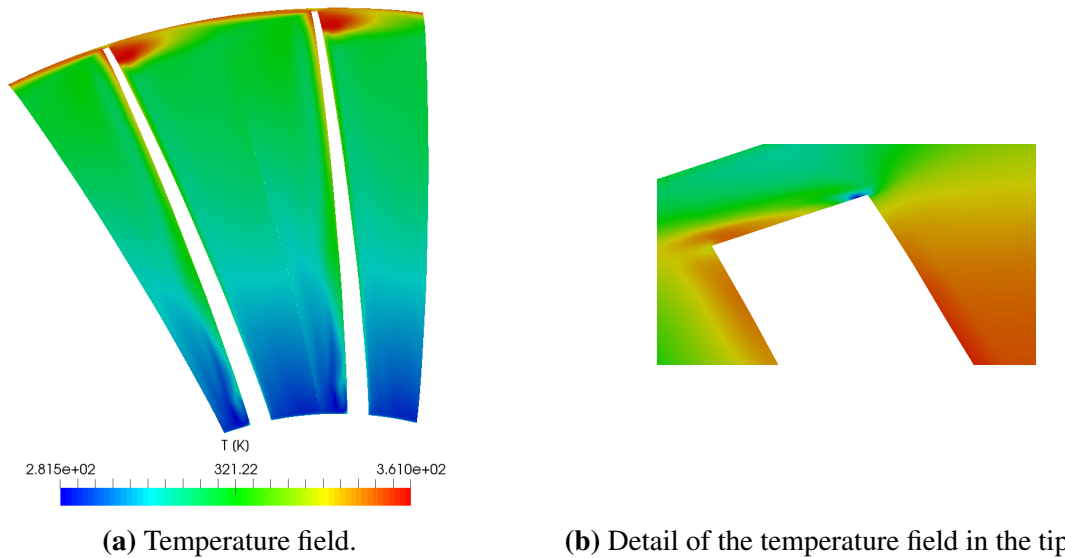 T (K)
2.815e+02 321.22 3.610e+02
(a) Temperature field.
(b) Detail of the temperature field in the tip